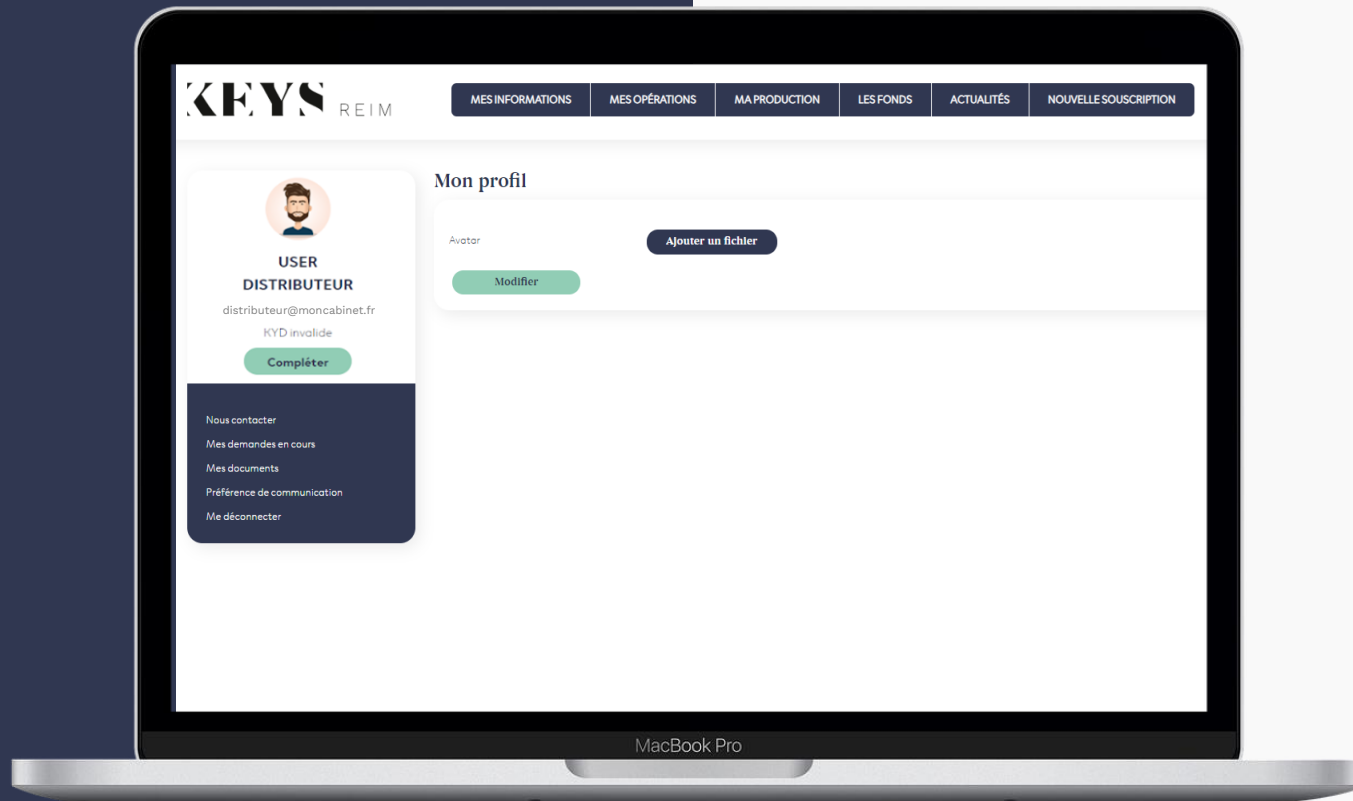 KEYS REIM
MES INFORMATIONS
MES OPÉRATIONS
MA PRODUCTION
LES FONDS
ACTUALITÉS
NOUVELLE SOUSCRIPTION
USER
DISTRIBUTEUR
distributeur@moncabinet.fr
KYD invalide
Compléter
Nous contacter
Mes demandes en cours
Mes documents
Préférence de communication
Me déconnecter
Mon profil
Avatar
Ajouter un fichier
Modifier
MacBook Pro